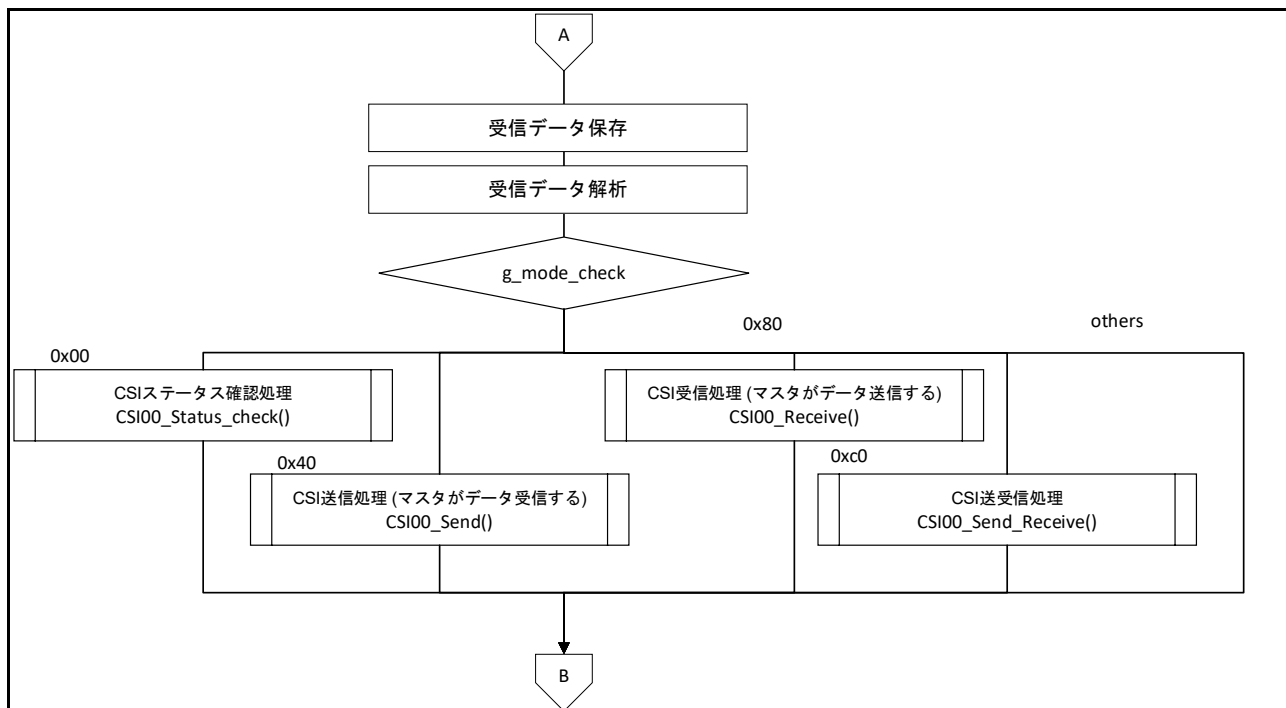 A
受信データ保存
受信データ解析
g_mode_check
0x80
others
0x00
CSIステータス確認処理
CSI00_Status_check()
CSI受信処理 (マスタがデータ送信する)
CSI00_Receive()
0x40
0xc0
CSI送信処理 (マスタがデータ受信する)
CSI00_Send()
CSI送受信処理
CSI00_Send_Receive()
B